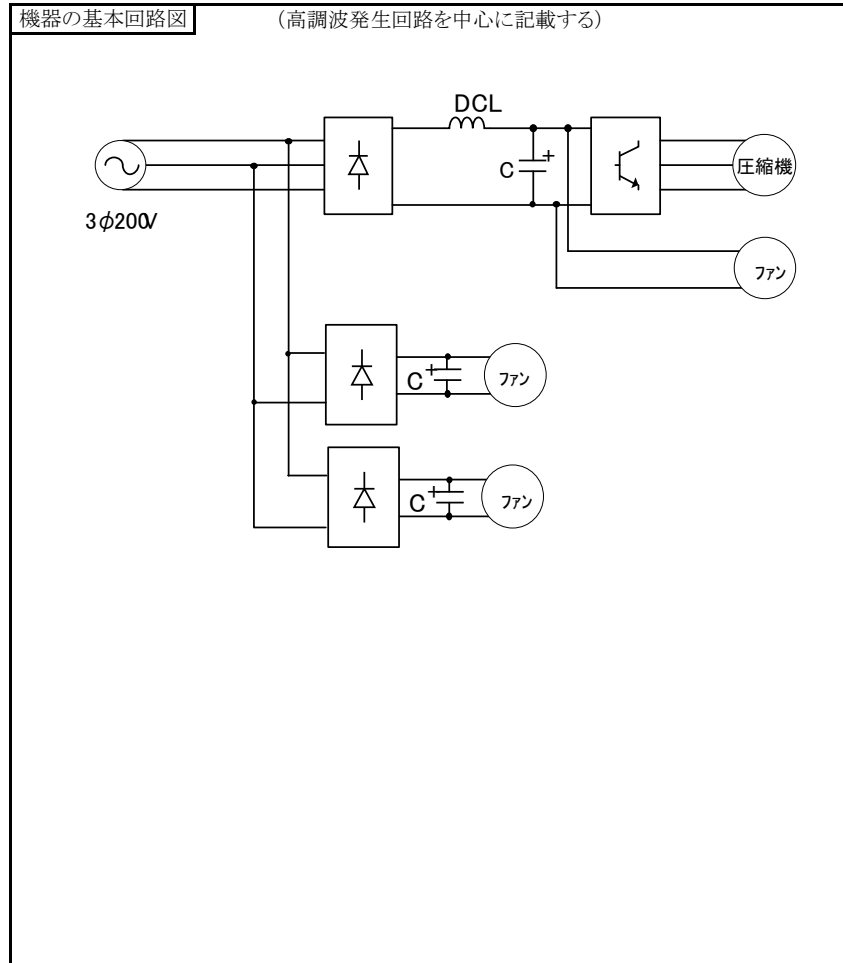 機器の基本回路図 (高調波発生回路を中心に記載する)
DCL
C +
圧縮機
3φ200V
ファン
C + ファン
C + ファン